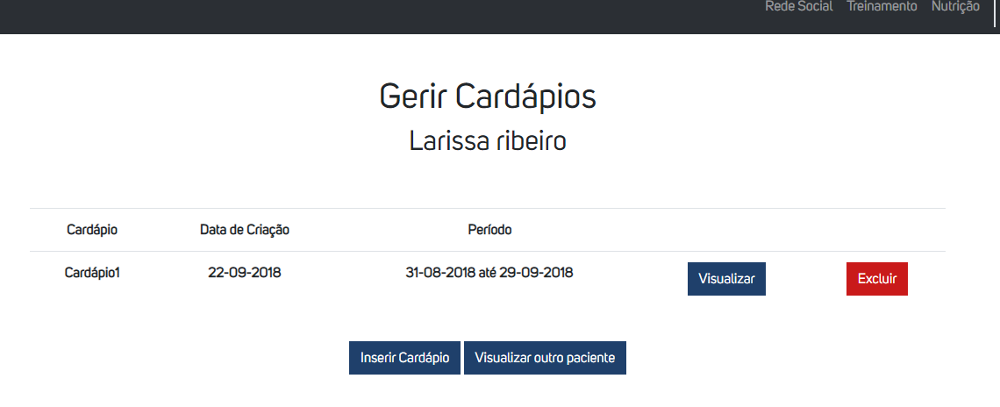 Rede Social Treinamento Nutrição
Gerir Cardápios
Larissa ribeiro
Cardápio Data de Criação Período
Cardápio1 22-09-2018 31-08-2018 até 29-09-2018 Visualizar Excluir
Inserir Cardápio Visualizar outro paciente